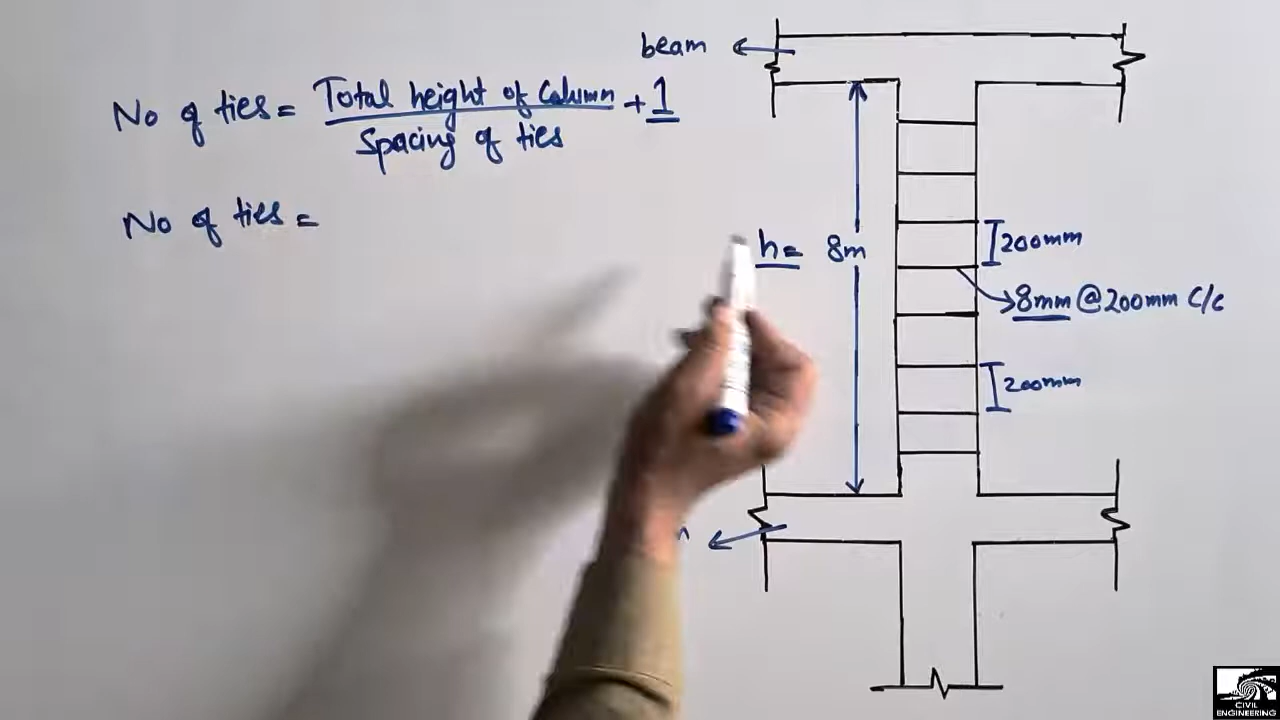 beam
No of ties = Total height of Column + 1
Spacing of ties
No of ties =
h = 8m
200mm
8mm @ 200mm C/c
200mm
CIVIL
ENGINEERING